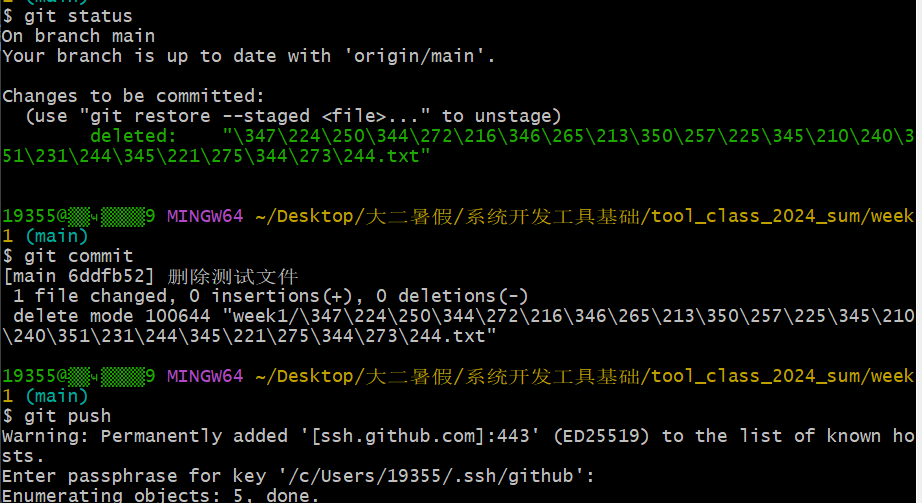 1 (main)
$ git status
On branch main
Your branch is up to date with 'origin/main'.
Changes to be committed:
(use "git restore --staged <file>..." to unstage)
deleted: "\347\224\250\344\272\216\346\265\213\350\257\225\345\210\240\3
51\231\244\345\221\275\344\273\244.txt"
19355@▒▒ч▒▒▒▒9 MINGW64 ~/Desktop/大二暑假/系统开发工具基础/tool_class_2024_sum/week
1 (main)
$ git commit
[main 6ddfb52] 删除测试文件
1 file changed, 0 insertions(+), 0 deletions(-)
delete mode 100644 "week1/\347\224\250\344\272\216\346\265\213\350\257\225\345\210
\240\351\231\244\345\221\275\344\273\244.txt"
19355@▒▒ч▒▒▒▒9 MINGW64 ~/Desktop/大二暑假/系统开发工具基础/tool_class_2024_sum/week
1 (main)
$ git push
Warning: Permanently added '[ssh.github.com]:443' (ED25519) to the list of known ho
sts.
Enter passphrase for key '/c/Users/19355/.ssh/github':
Enumerating objects: 5, done.